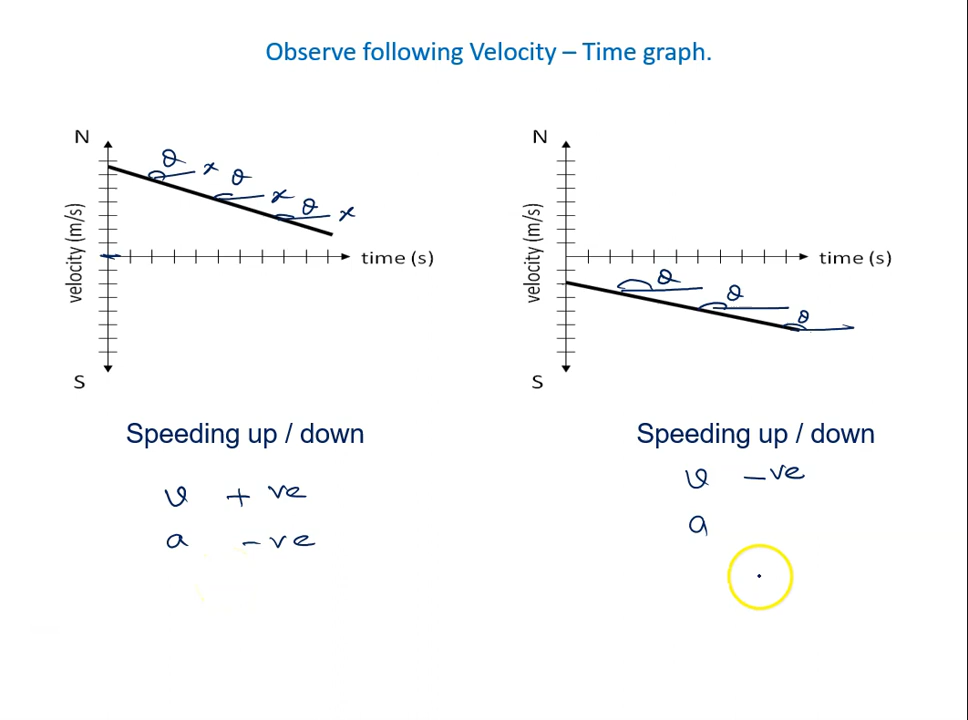 Observe following Velocity – Time graph.
N
θ x θ x θ x
velocity (m/s)
time (s)
S
Speeding up / down
v + ve
a - ve
N
velocity (m/s)
time (s)
θ θ θ
S
Speeding up / down
v - ve
a